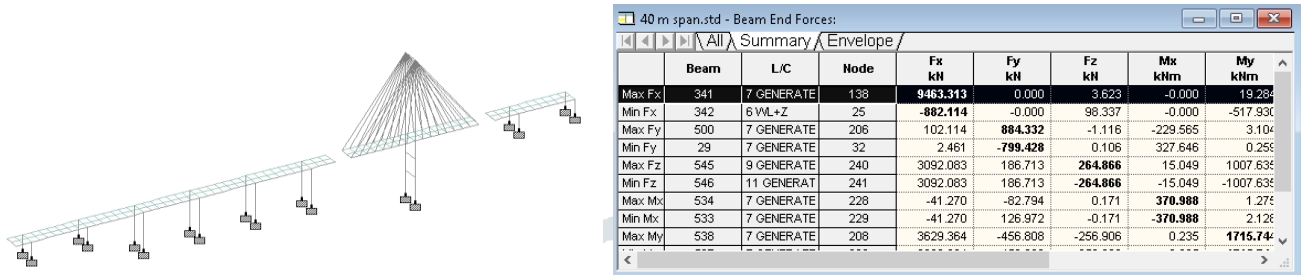 40 m span.std - Beam End Forces:
All Summary Envelope
Beam L/C Node Fx kN Fy kN Fz kN Mx kNm My kNm
Max Fx 341 7 GENERATE 138 9463.313 0.000 3.623 -0.000 19.284
Min Fx 342 6 WL+Z 25 -882.114 -0.000 98.337 -0.000 -517.930
Max Fy 500 7 GENERATE 206 102.114 884.332 -1.116 -229.565 3.104
Min Fy 29 7 GENERATE 32 2.461 -799.428 0.106 327.646 0.259
Max Fz 545 9 GENERATE 240 3092.083 186.713 264.866 15.049 1007.635
Min Fz 546 11 GENERAT 241 3092.083 186.713 -264.866 -15.049 -1007.635
Max Mx 534 7 GENERATE 228 -41.270 -82.794 0.171 370.988 1.275
Min Mx 533 7 GENERATE 229 -41.270 126.972 -0.171 -370.988 2.128
Max My 538 7 GENERATE 208 3629.364 -456.808 -256.906 0.235 1715.744